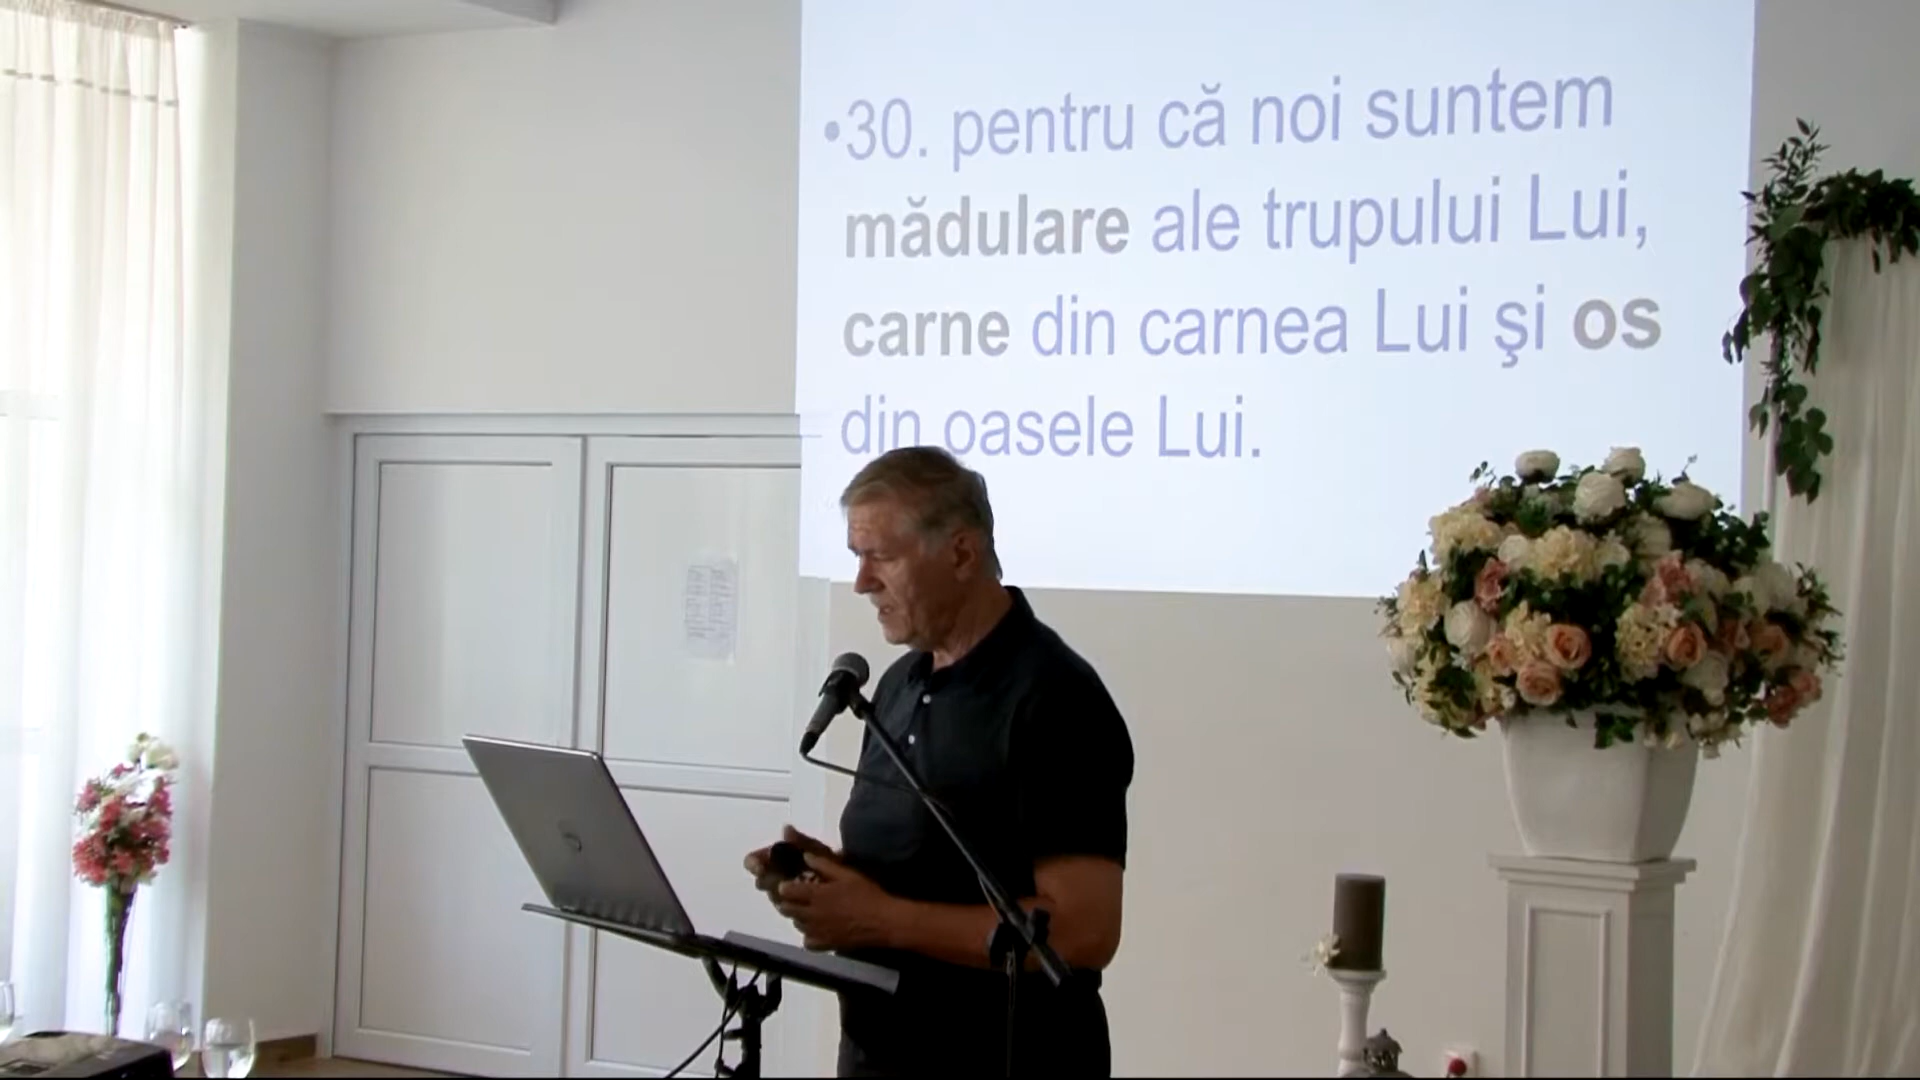 •30. pentru că noi suntem
mădulare ale trupului Lui,
carne din carnea Lui şi os
din oasele Lui.